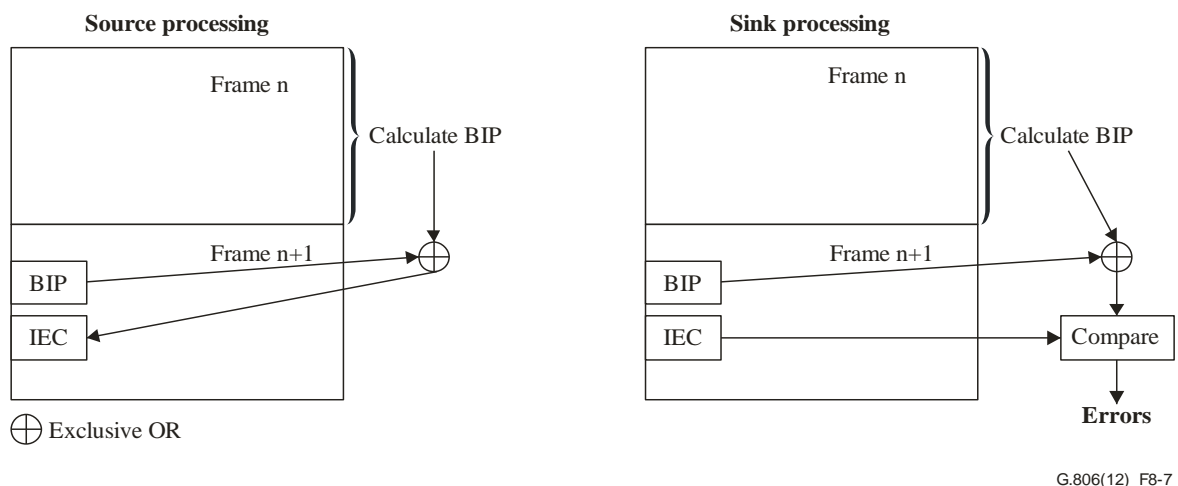 Source processing
Frame n
Calculate BIP
Frame n+1
BIP
IEC
Exclusive OR
Sink processing
Frame n
Calculate BIP
Frame n+1
BIP
IEC
Compare
Errors
G.806(12)_F8-7